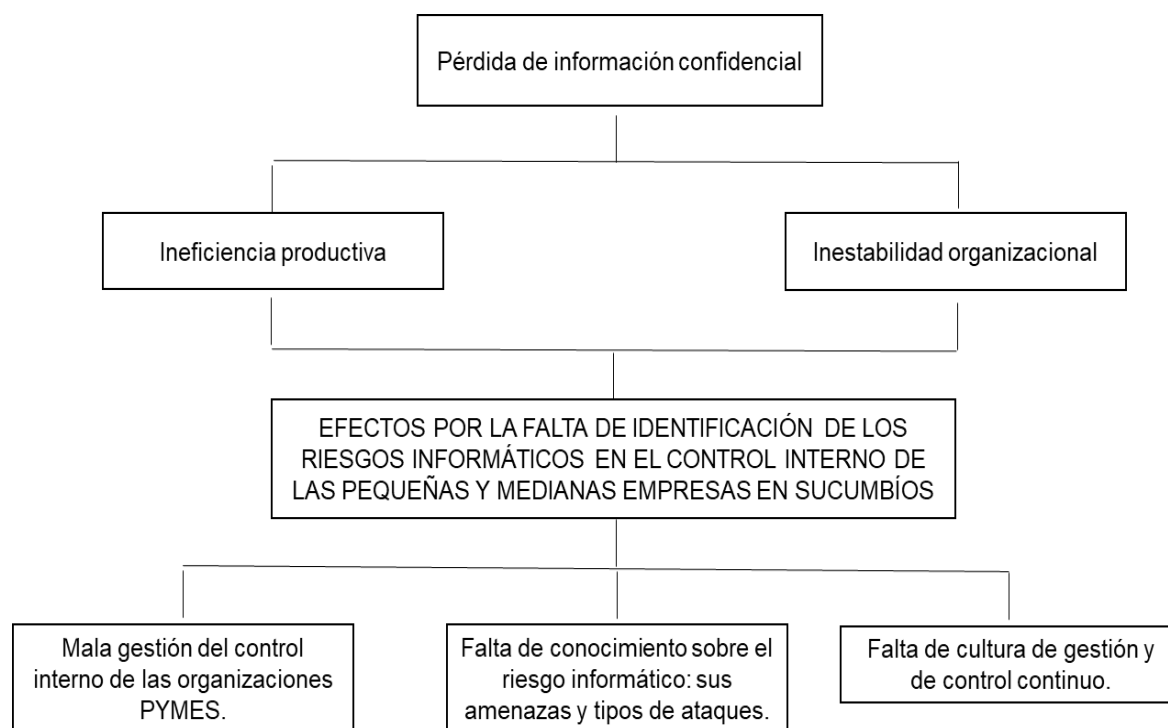 Pérdida de información confidencial
Ineficiencia productiva
Inestabilidad organizacional
EFECTOS POR LA FALTA DE IDENTIFICACIÓN DE LOS
RIESGOS INFORMÁTICOS EN EL CONTROL INTERNO DE
LAS PEQUEÑAS Y MEDIANAS EMPRESAS EN SUCUMBÍOS
Mala gestión del control
interno de las organizaciones
PYMES.
Falta de conocimiento sobre el
riesgo informático: sus
amenazas y tipos de ataques.
Falta de cultura de gestión y
de control continuo.